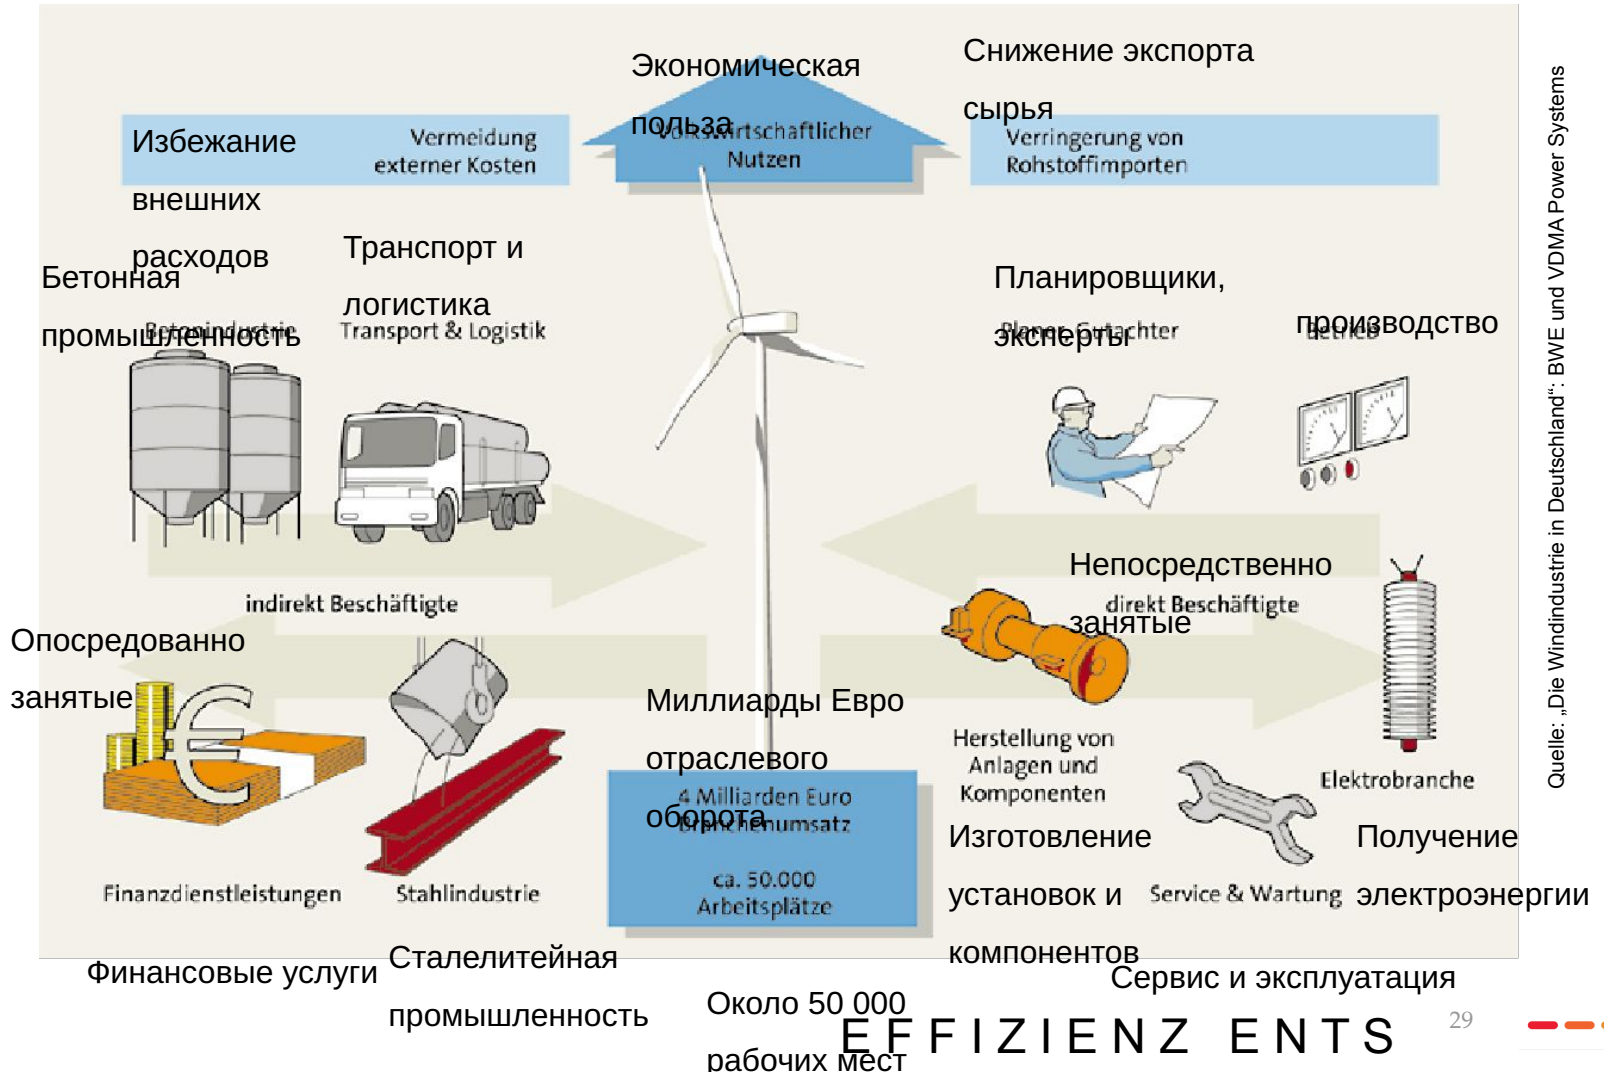 Экономическая
польза
Снижение экспорта
сырья
Избежание
внешних
расходов
Vermeidung
externer Kosten
Volkswirtschaftlicher
Nutzen
Verringerung von
Rohstoffimporten
Бетонная
промышленность
Betonindustrie
Транспорт и
логистика
Transport & Logistik
Планировщики,
эксперты
Planer, Gutachter
производство
Betrieb
indirekt Beschäftigte
Непосредственно
занятые
direkt Beschäftigte
Опосредованно
занятые
Миллиарды Евро
отраслевого
оборота
4 Milliarden Euro
Branchenumsatz
ca. 50.000
Arbeitsplätze
Herstellung von
Anlagen und
Komponenten
Elektrobranche
Изготовление
установок и
компонентов
Получение
электроэнергии
Finanzdienstleistungen
Stahlindustrie
Service & Wartung
Финансовые услуги
Сталелитейная
промышленность
Сервис и эксплуатация
Около 50 000
рабочих мест
EFFIZIENZ ENTS
29
Quelle: „Die Windindustrie in Deutschland“: BWE und VDMA Power Systems